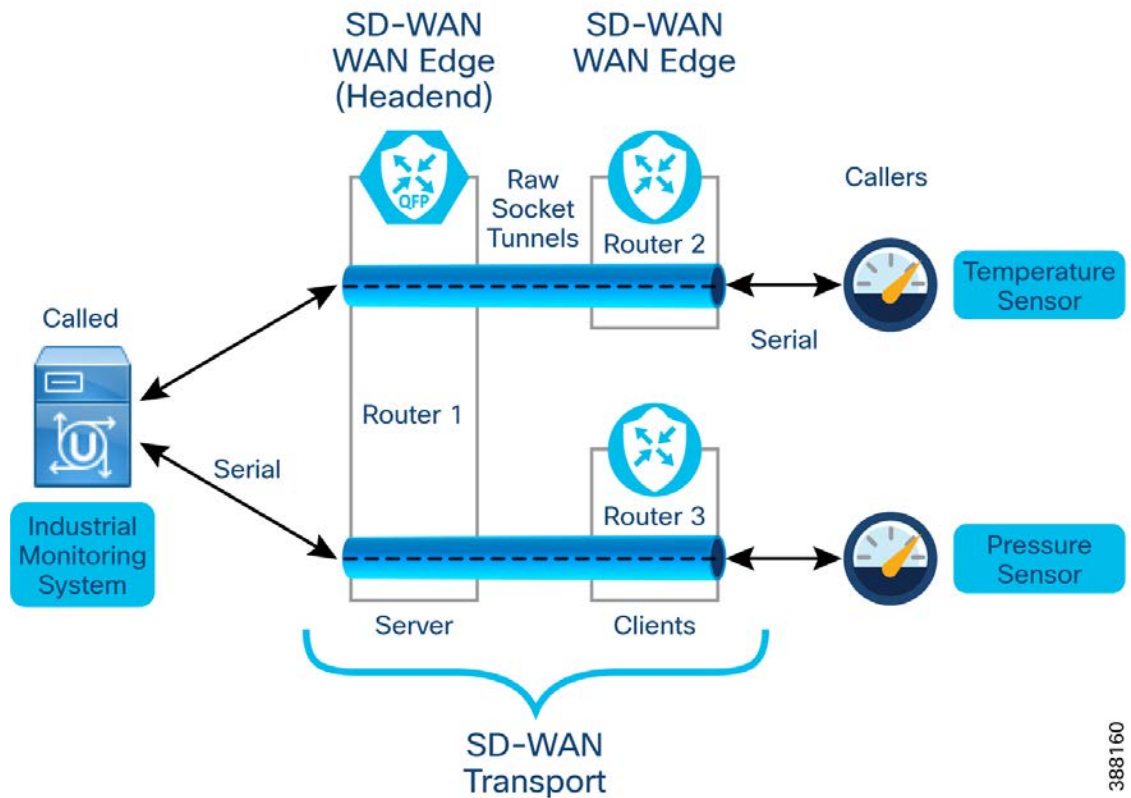 SD-WAN
WAN Edge
(Headend)
SD-WAN
WAN Edge
QFP
Raw
Socket
Tunnels
Router 2
Callers
Temperature
Sensor
Called
Serial
U
Router 1
Serial
Industrial
Monitoring
System
Router 3
Pressure
Sensor
Server
Clients
SD-WAN
Transport
388160